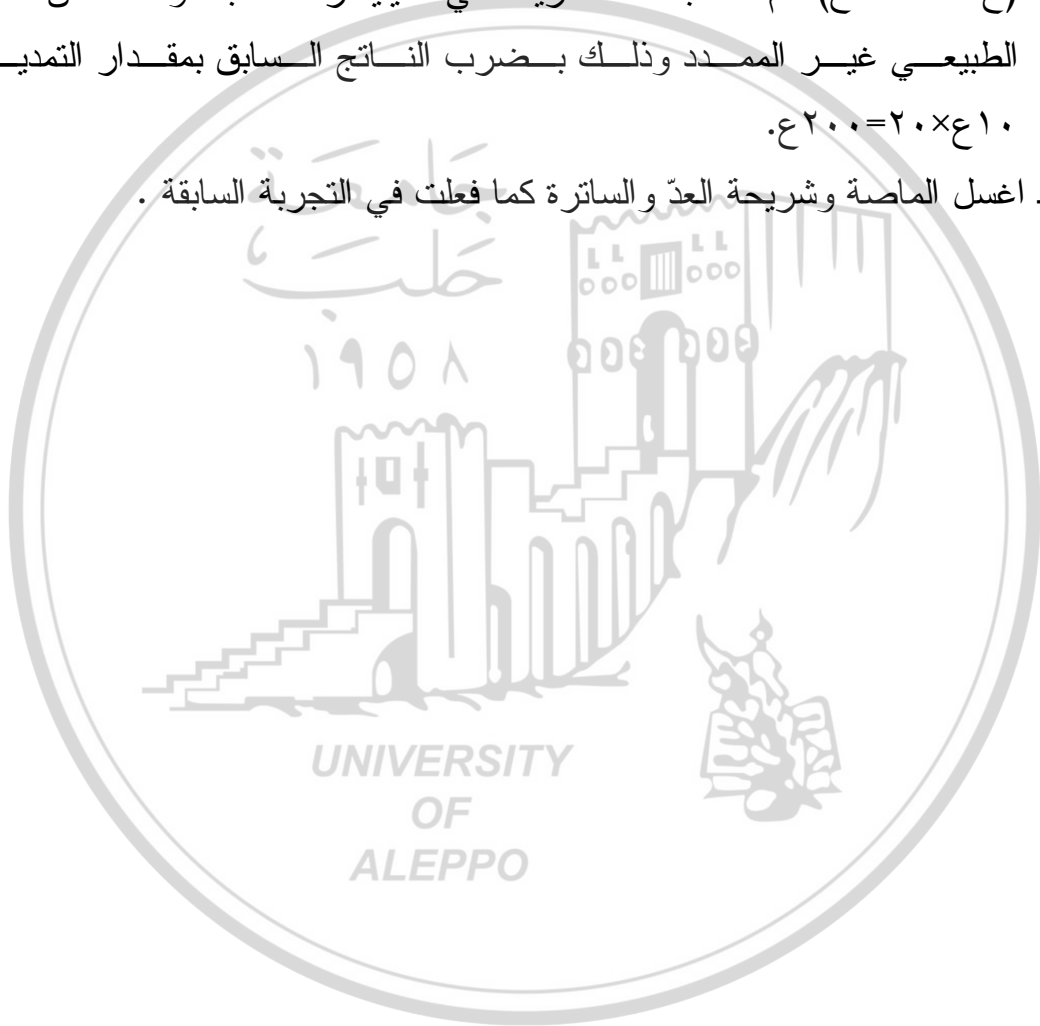 الطبيعي غير الممدد وذلك بضرب الناتج السابق بمقدار التمديد
١٠ع×٢٠=٢٠٠ع.
اغسل الماصة وشريحة العدّ والساترة كما فعلت في التجربة السابقة .
جامعة
حلب
١٩٥٨
UNIVERSITY
OF
ALEPPO